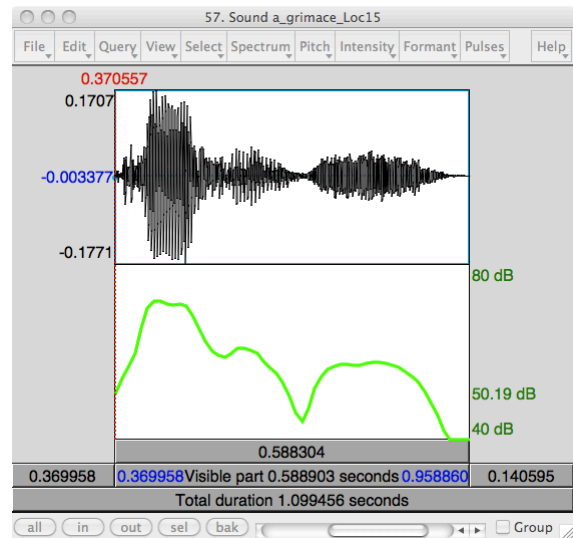 57. Sound a_grimace_Loc15
File Edit Query View Select Spectrum Pitch Intensity Formant Pulses Help
0.370557
0.1707
-0.003377
-0.1771
80 dB
50.19 dB
40 dB
0.588304
0.369958 0.369958 Visible part 0.588903 seconds 0.958860 0.140595
Total duration 1.099456 seconds
all in out sel bak Group